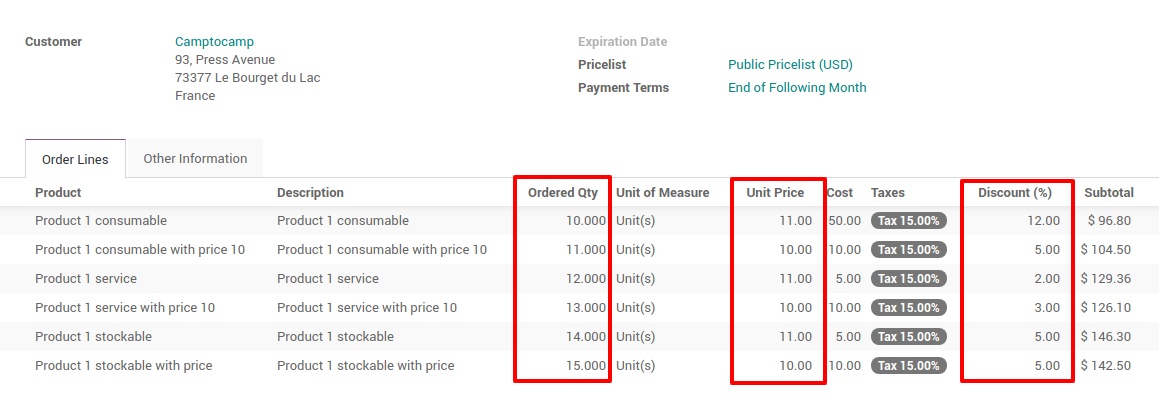 Customer Camptocamp Expiration Date
93, Press Avenue Pricelist Public Pricelist (USD)
73377 Le Bourget du Lac Payment Terms End of Following Month
France
Order Lines Other Information
Product Description Ordered Qty Unit of Measure Unit Price Cost Taxes Discount (%) Subtotal
Product 1 consumable Product 1 consumable 10.000 Unit(s) 11.00 50.00 Tax 15.00% 12.00 $ 96.80
Product 1 consumable with price 10 Product 1 consumable with price 10 11.000 Unit(s) 10.00 10.00 Tax 15.00% 5.00 $ 104.50
Product 1 service Product 1 service 12.000 Unit(s) 11.00 5.00 Tax 15.00% 2.00 $ 129.36
Product 1 service with price 10 Product 1 service with price 10 13.000 Unit(s) 10.00 10.00 Tax 15.00% 3.00 $ 126.10
Product 1 stockable Product 1 stockable 14.000 Unit(s) 11.00 5.00 Tax 15.00% 5.00 $ 146.30
Product 1 stockable with price Product 1 stockable with price 15.000 Unit(s) 10.00 10.00 Tax 15.00% 5.00 $ 142.50